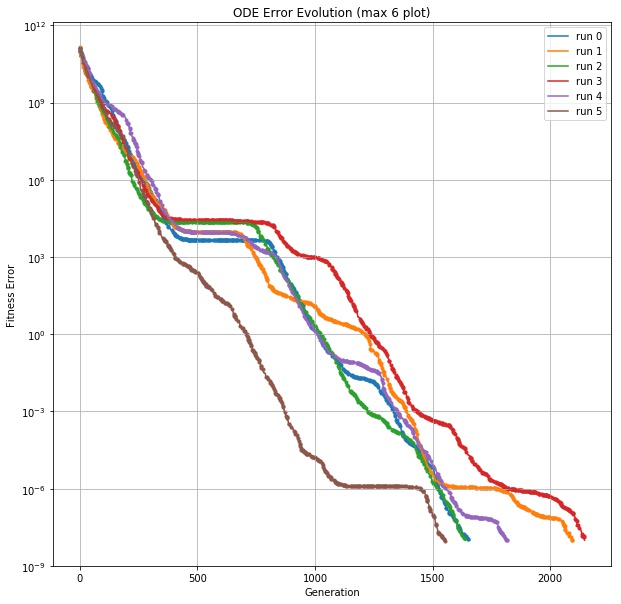 ODE Error Evolution (max 6 plot)
10^12
10^9
10^6
10^3
10^0
10^-3
10^-6
10^-9
Fitness Error
run 0
run 1
run 2
run 3
run 4
run 5
0 500 1000 1500 2000
Generation